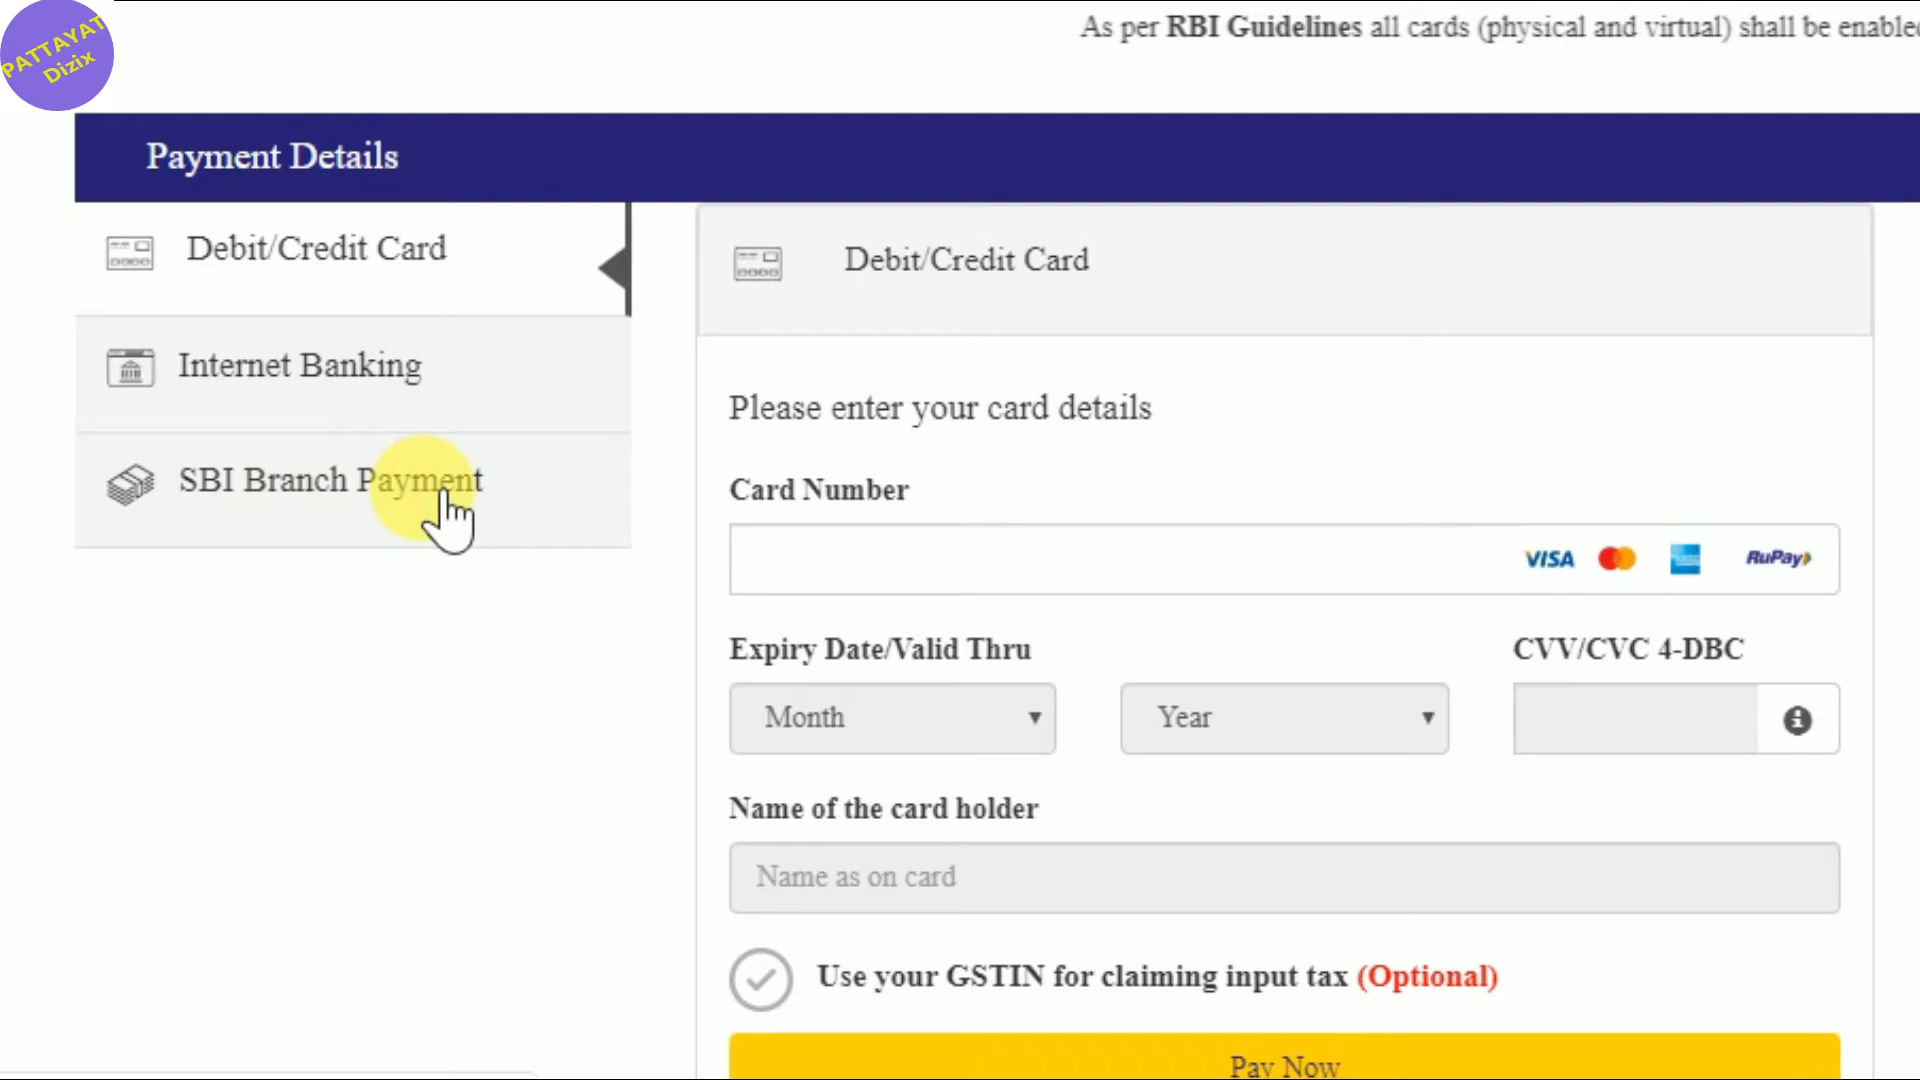 PATTAYAT
Dizix
As per RBI Guidelines all cards (physical and virtual) shall be enabled
Payment Details
Debit/Credit Card
Internet Banking
SBI Branch Payment
Debit/Credit Card
Please enter your card details
Card Number
VISA
RuPay
Expiry Date/Valid Thru
CVV/CVC 4-DBC
Month
Year
Name of the card holder
Name as on card
Use your GSTIN for claiming input tax (Optional)
Pay Now